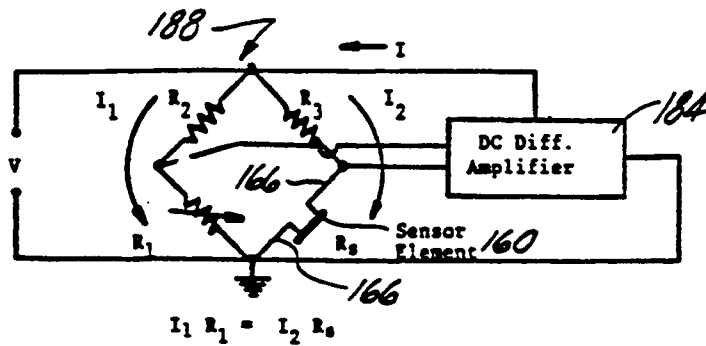 188
I
I1 R2 R3 I2
184
DC Diff.
Amplifier
V
166
R1 Rs Sensor
Element 160
166
I1 R1 = I2 Rs